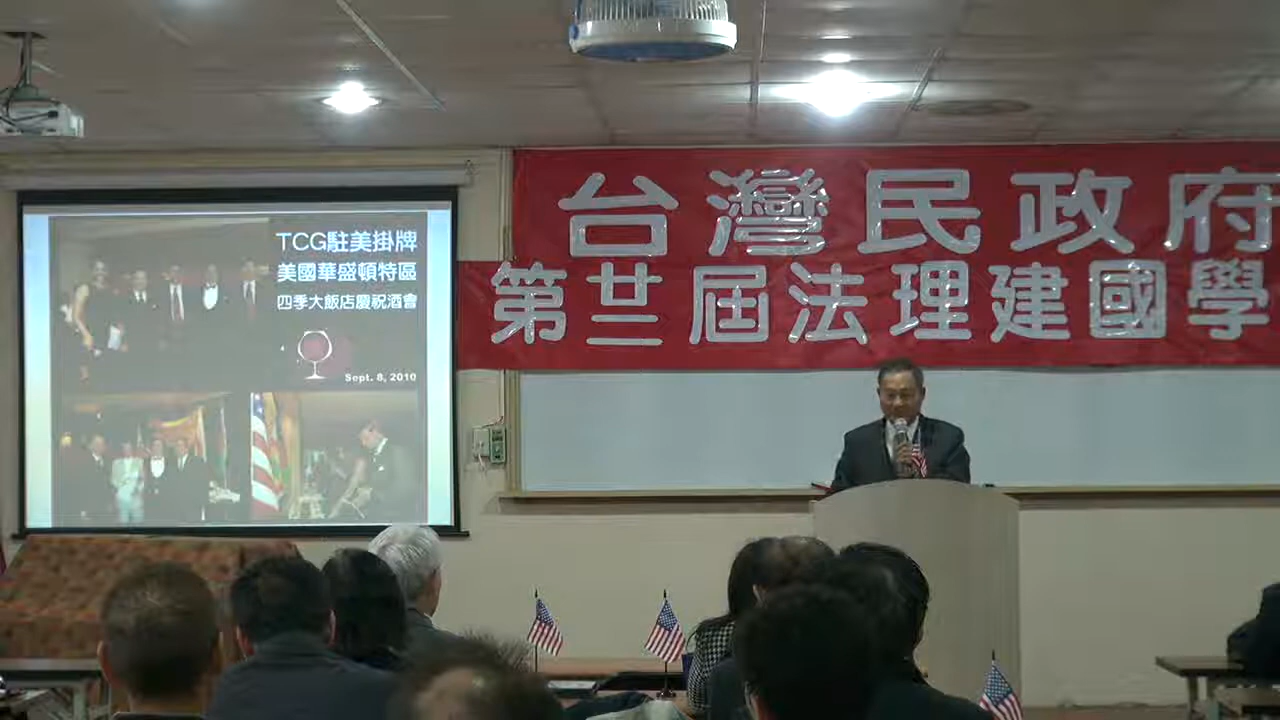 TCG駐美掛牌
美國華盛頓特區
四季大飯店慶祝酒會
Sept. 8, 2010
台灣民政府
第廿二屆法理建國學